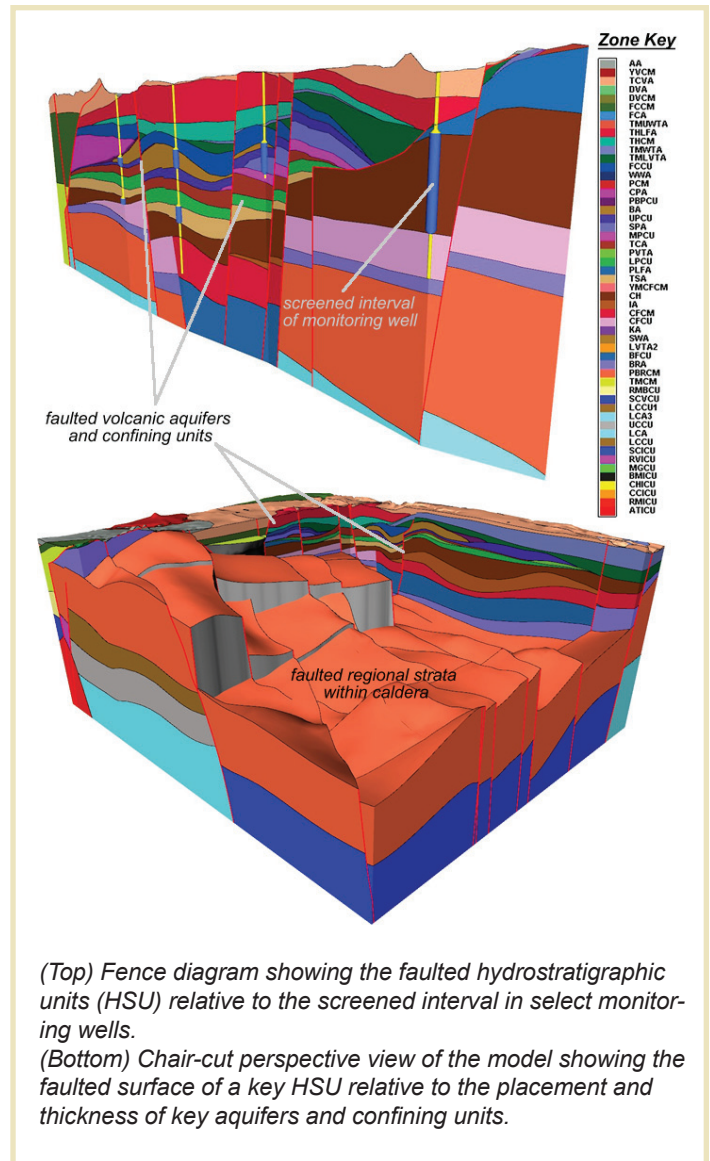 Zone Key
AA
YVCM
TCVA
DVA
DVCM
FCCM
FCA
TMUWTA
THLFA
THCM
TMWTA
TMLVTA
FCCU
WWA
PCM
CPA
PBPCU
BA
UPCU
SPA
MPCU
TCA
PVTA
LPCU
PLFA
TSA
YMCFCM
CH
IA
CFCM
CFCU
KA
SWA
LVTA2
BFCU
BRA
PBRCM
TMCM
RMBCU
SCVCU
LCCU1
LCA3
UCCU
LCA
LCCU
SCICU
RVICU
MGCU
BMICU
CHICU
CCICU
RMICU
ATICU
screened interval
of monitoring well
faulted volcanic aquifers
and confining units
faulted regional strata
within caldera
(Top) Fence diagram showing the faulted hydrostratigraphic
units (HSU) relative to the screened interval in select monitor-
ing wells.
(Bottom) Chair-cut perspective view of the model showing the
faulted surface of a key HSU relative to the placement and
thickness of key aquifers and confining units.